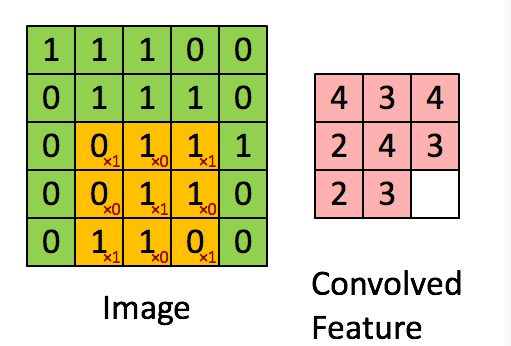 1 1 1 0 0
0 1 1 1 0
0 0×1 1×0 1×1 1
0 0×0 1×1 1×0 0
0 1×1 1×0 0×1 0
Image
4 3 4
2 4 3
2 3
Convolved
Feature